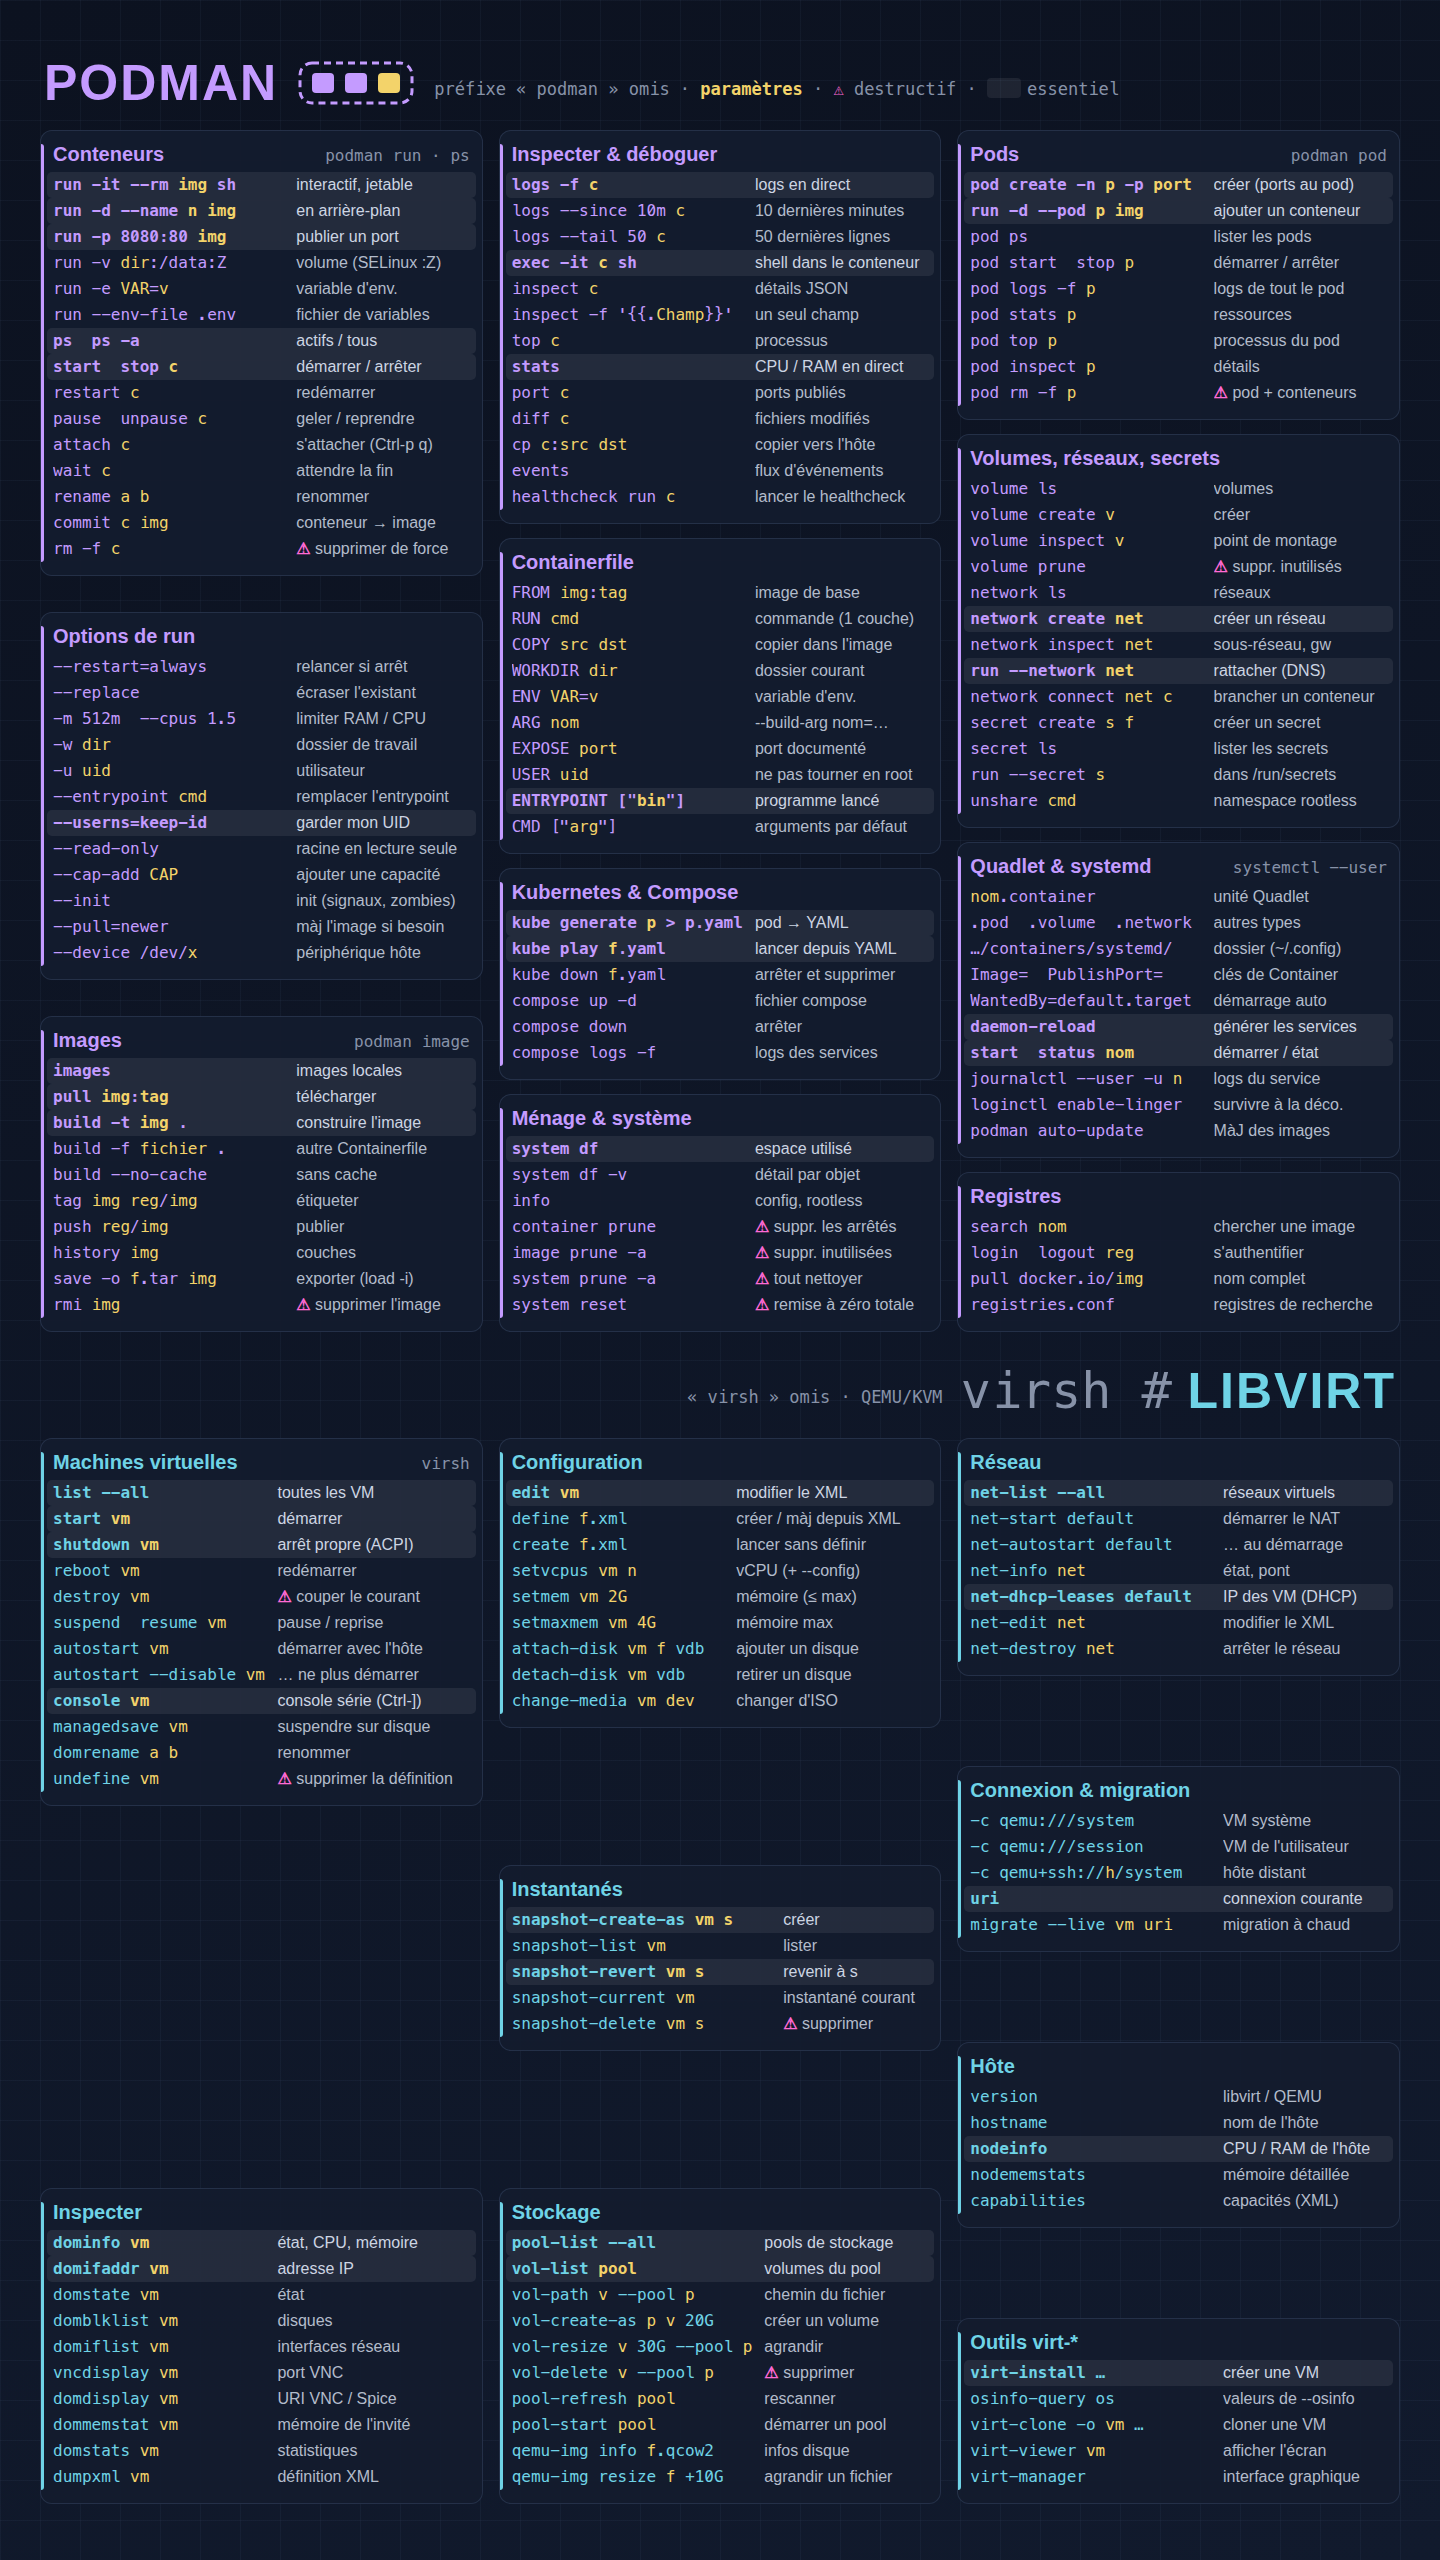 PODMAN
préfixe « podman » omis · paramètres · ⚠ destructif · essentiel
Conteneurs podman run · ps
run -it --rm img sh interactif, jetable
run -d --name n img en arrière-plan
run -p 8080:80 img publier un port
run -v dir:/data:Z volume (SELinux :Z)
run -e VAR=v variable d'env.
run --env-file .env fichier de variables
ps ps -a actifs / tous
start stop c démarrer / arrêter
restart c redémarrer
pause unpause c geler / reprendre
attach c s'attacher (Ctrl-p q)
wait c attendre la fin
rename a b renommer
commit c img conteneur → image
rm -f c ⚠ supprimer de force
Options de run
--restart=always relancer si arrêt
--replace écraser l'existant
-m 512m --cpus 1.5 limiter RAM / CPU
-w dir dossier de travail
-u uid utilisateur
--entrypoint cmd remplacer l'entrypoint
--userns=keep-id garder mon UID
--read-only racine en lecture seule
--cap-add CAP ajouter une capacité
--init init (signaux, zombies)
--pull=newer màj l'image si besoin
--device /dev/x périphérique hôte
Images podman image
images images locales
pull img:tag télécharger
build -t img . construire l'image
build -f fichier . autre Containerfile
build --no-cache sans cache
tag img reg/img étiqueter
push reg/img publier
history img couches
save -o f.tar img exporter (load -i)
rmi img ⚠ supprimer l'image
Inspecter & déboguer
logs -f c logs en direct
logs --since 10m c 10 dernières minutes
logs --tail 50 c 50 dernières lignes
exec -it c sh shell dans le conteneur
inspect c détails JSON
inspect -f '{{.Champ}}' un seul champ
top c processus
stats CPU / RAM en direct
port c ports publiés
diff c fichiers modifiés
cp c:src dst copier vers l'hôte
events flux d'événements
healthcheck run c lancer le healthcheck
Containerfile
FROM img:tag image de base
RUN cmd commande (1 couche)
COPY src dst copier dans l'image
WORKDIR dir dossier courant
ENV VAR=v variable d'env.
ARG nom --build-arg nom=…
EXPOSE port port documenté
USER uid ne pas tourner en root
ENTRYPOINT ["bin"] programme lancé
CMD ["arg"] arguments par défaut
Kubernetes & Compose
kube generate p > p.yaml pod → YAML
kube play f.yaml lancer depuis YAML
kube down f.yaml arrêter et supprimer
compose up -d fichier compose
compose down arrêter
compose logs -f logs des services
Ménage & système
system df espace utilisé
system df -v détail par objet
info config, rootless
container prune ⚠ suppr. les arrêtés
image prune -a ⚠ suppr. inutilisées
system prune -a ⚠ tout nettoyer
system reset ⚠ remise à zéro totale
Pods podman pod
pod create -n p -p port créer (ports au pod)
run -d --pod p img ajouter un conteneur
pod ps lister les pods
pod start stop p démarrer / arrêter
pod logs -f p logs de tout le pod
pod stats p ressources
pod top p processus du pod
pod inspect p détails
pod rm -f p ⚠ pod + conteneurs
Volumes, réseaux, secrets
volume ls volumes
volume create v créer
volume inspect v point de montage
volume prune ⚠ suppr. inutilisés
network ls réseaux
network create net créer un réseau
network inspect net sous-réseau, gw
run --network net rattacher (DNS)
network connect net c brancher un conteneur
secret create s f créer un secret
secret ls lister les secrets
run --secret s dans /run/secrets
unshare cmd namespace rootless
Quadlet & systemd systemctl --user
nom.container unité Quadlet
.pod .volume .network autres types
…/containers/systemd/ dossier (~/.config)
Image= PublishPort= clés de Container
WantedBy=default.target démarrage auto
daemon-reload générer les services
start status nom démarrer / état
journalctl --user -u n logs du service
loginctl enable-linger survivre à la déco.
podman auto-update MàJ des images
Registres
search nom chercher une image
login logout reg s'authentifier
pull docker.io/img nom complet
registries.conf registres de recherche
« virsh » omis · QEMU/KVM virsh # LIBVIRT
Machines virtuelles virsh
list --all toutes les VM
start vm démarrer
shutdown vm arrêt propre (ACPI)
reboot vm redémarrer
destroy vm ⚠ couper le courant
suspend resume vm pause / reprise
autostart vm démarrer avec l'hôte
autostart --disable vm … ne plus démarrer
console vm console série (Ctrl-])
managedsave vm suspendre sur disque
domrename a b renommer
undefine vm ⚠ supprimer la définition
Inspecter
dominfo vm état, CPU, mémoire
domifaddr vm adresse IP
domstate vm état
domblklist vm disques
domiflist vm interfaces réseau
vncdisplay vm port VNC
domdisplay vm URI VNC / Spice
dommemstat vm mémoire de l'invité
domstats vm statistiques
dumpxml vm définition XML
Configuration
edit vm modifier le XML
define f.xml créer / màj depuis XML
create f.xml lancer sans définir
setvcpus vm n vCPU (+ --config)
setmem vm 2G mémoire (≤ max)
setmaxmem vm 4G mémoire max
attach-disk vm f vdb ajouter un disque
detach-disk vm vdb retirer un disque
change-media vm dev changer d'ISO
Instantanés
snapshot-create-as vm s créer
snapshot-list vm lister
snapshot-revert vm s revenir à s
snapshot-current vm instantané courant
snapshot-delete vm s ⚠ supprimer
Stockage
pool-list --all pools de stockage
vol-list pool volumes du pool
vol-path v --pool p chemin du fichier
vol-create-as p v 20G créer un volume
vol-resize v 30G --pool p agrandir
vol-delete v --pool p ⚠ supprimer
pool-refresh pool rescanner
pool-start pool démarrer un pool
qemu-img info f.qcow2 infos disque
qemu-img resize f +10G agrandir un fichier
Réseau
net-list --all réseaux virtuels
net-start default démarrer le NAT
net-autostart default … au démarrage
net-info net état, pont
net-dhcp-leases default IP des VM (DHCP)
net-edit net modifier le XML
net-destroy net arrêter le réseau
Connexion & migration
-c qemu:///system VM système
-c qemu:///session VM de l'utilisateur
-c qemu+ssh://h/system hôte distant
uri connexion courante
migrate --live vm uri migration à chaud
Hôte
version libvirt / QEMU
hostname nom de l'hôte
nodeinfo CPU / RAM de l'hôte
nodememstats mémoire détaillée
capabilities capacités (XML)
Outils virt-*
virt-install … créer une VM
osinfo-query os valeurs de --osinfo
virt-clone -o vm … cloner une VM
virt-viewer vm afficher l'écran
virt-manager interface graphique